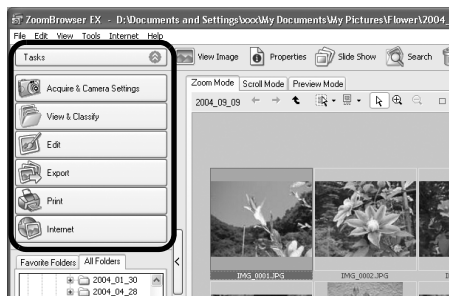 ZoomBrowser EX - D:\Documents and Settings\xxx\My Documents\My Pictures\Flower\2004_
File Edit View Tools Internet Help
Tasks
View Image Properties Slide Show Search
Acquire & Camera Settings
Zoom Mode Scroll Mode Preview Mode
2004_09_09
View & Classify
Edit
Export
Print
Internet
IMG_0001.JPG IMG_0002.JPG
Favorite Folders All Folders
2004_01_30
2004_04_28